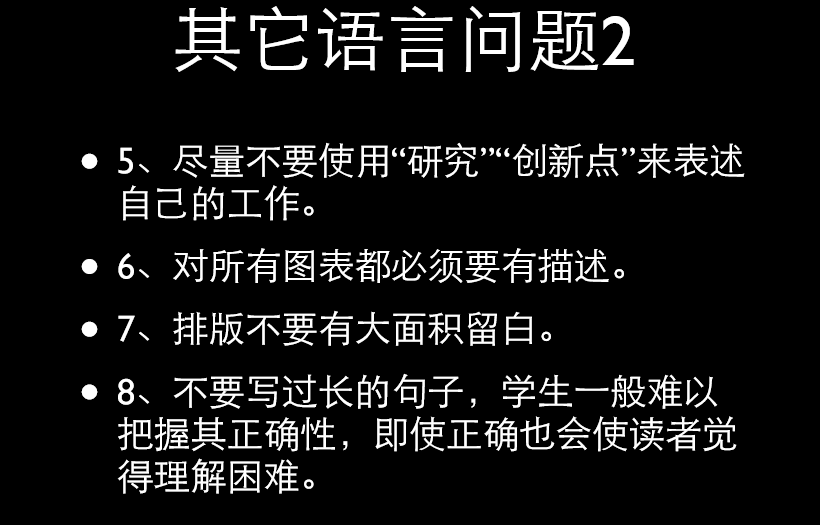 其它语言问题2
• 5、尽量不要使用“研究”“创新点”来表述
自己的工作。
• 6、对所有图表都必须要有描述。
• 7、排版不要有大面积留白。
• 8、不要写过长的句子，学生一般难以
把握其正确性，即使正确也会使读者觉
得理解困难。